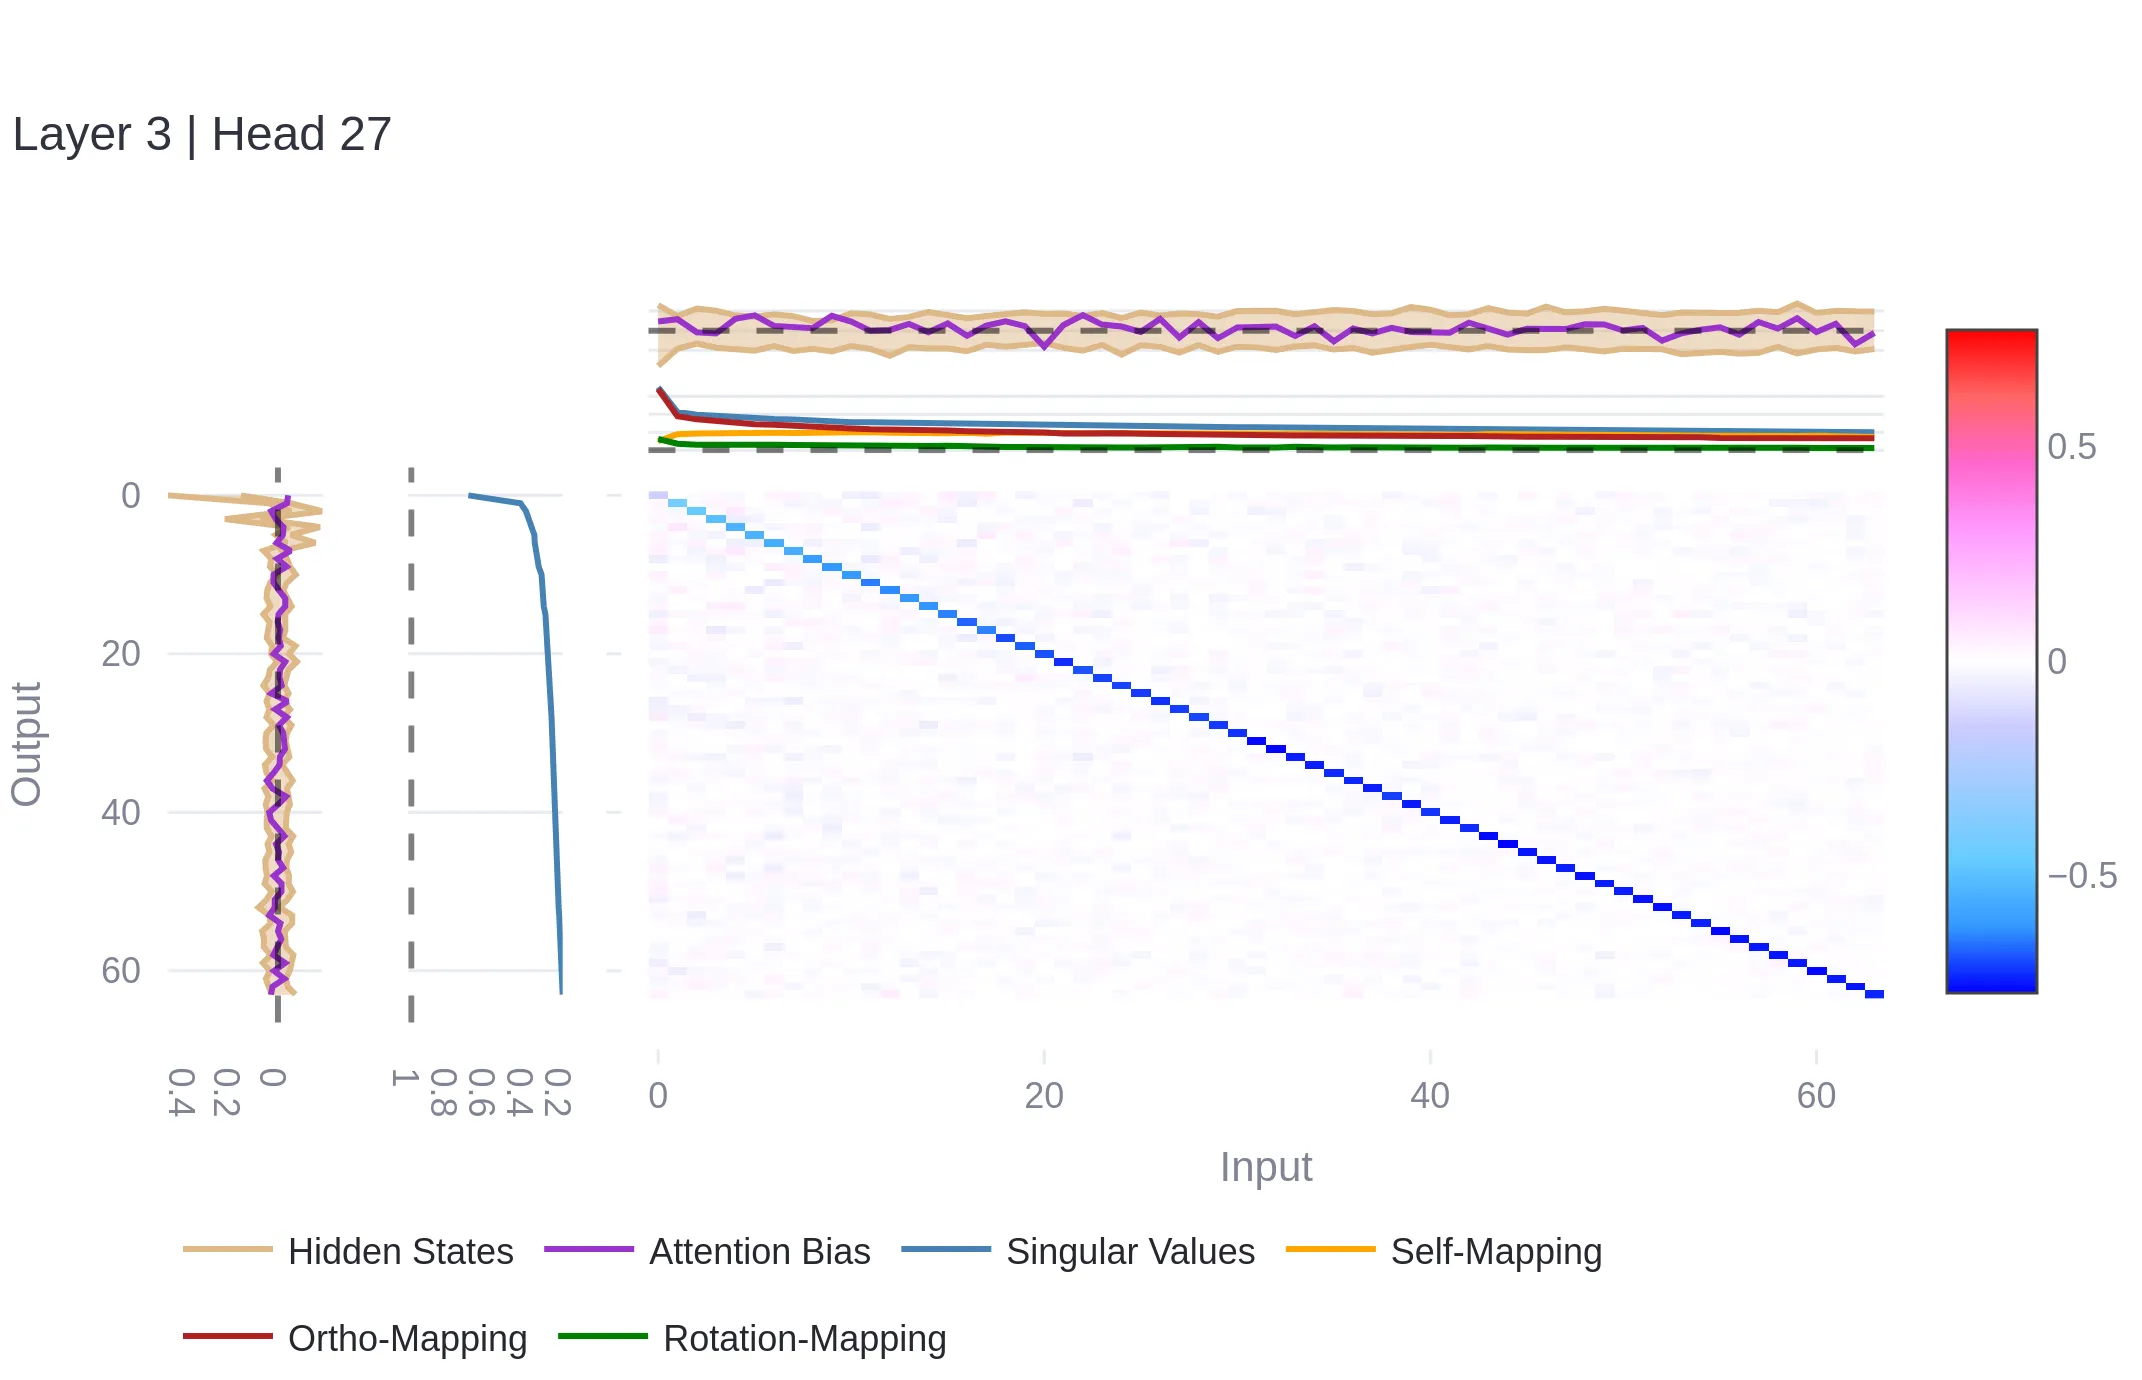 Layer 3 | Head 27
0
20
40
60
Output
0.4
0.2
0
1
0.8
0.6
0.4
0.2
0
20
40
60
Input
0.5
0
−0.5
Hidden States
Attention Bias
Singular Values
Self-Mapping
Ortho-Mapping
Rotation-Mapping